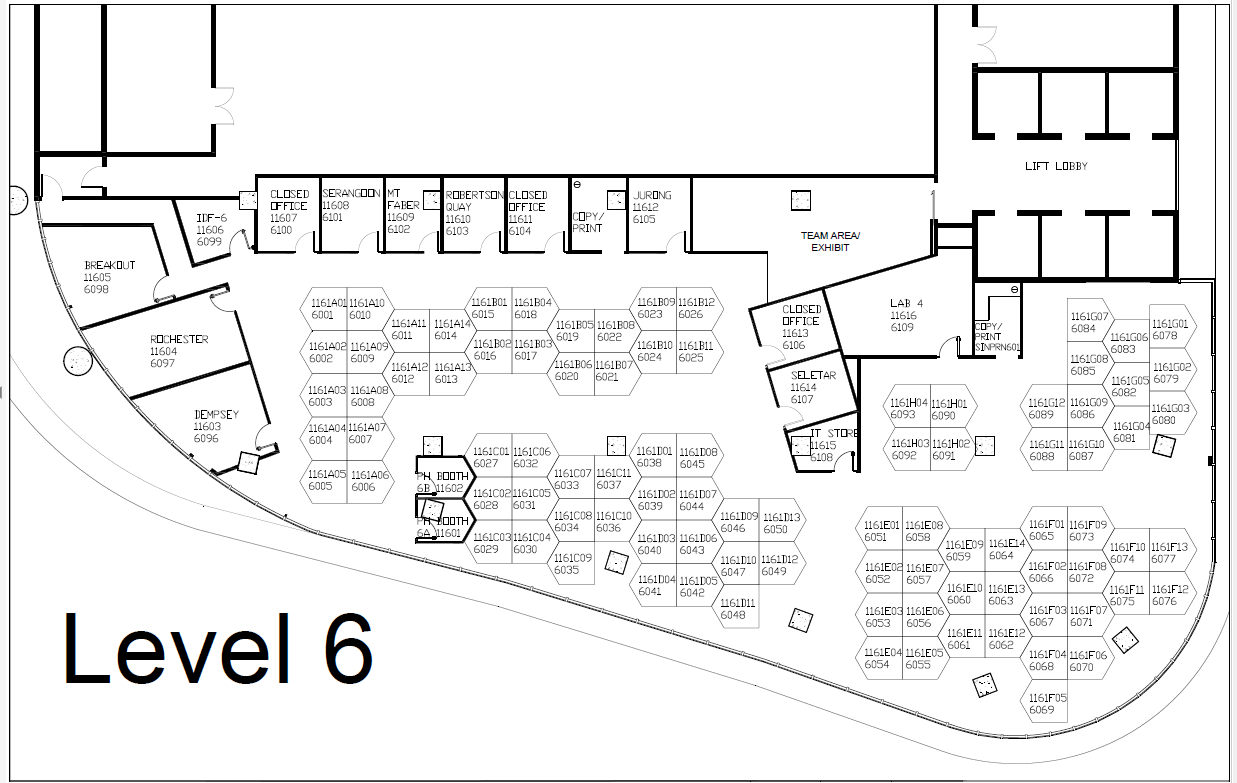 LIFT LOBBY
CLOSED
OFFICE
11607
6100
SERANGOON
11608
6101
MT
FABER
11609
6102
ROBERTSON
QUAY
11610
6103
CLOSED
OFFICE
11611
6104
COPY/
PRINT
JURONG
11612
6105
TEAM AREA/
EXHIBIT
IDF-6
11606
6099
BREAKOUT
11605
6098
ROCHESTER
11604
6097
DEMPSEY
11603
6096
CLOSED
OFFICE
11613
6106
LAB 4
11616
6109
COPY/
PRINT
SINPRN601
SELETAR
11614
6107
IT STORE
11615
6108
1161A01
6001
1161A10
6010
1161A02
6002
1161A09
6009
1161A03
6003
1161A08
6008
1161A04
6004
1161A07
6007
1161A05
6005
1161A06
6006
1161A11
6011
1161A14
6014
1161A12
6012
1161A13
6013
1161B01
6015
1161B04
6018
1161B02
6016
1161B03
6017
1161B05
6019
1161B08
6022
1161B06
6020
1161B07
6021
1161B09
6023
1161B12
6026
1161B10
6024
1161B11
6025
PH BOOTH
6B 11602
PH BOOTH
6A 11601
1161C01
6027
1161C06
6032
1161C02
6028
1161C05
6031
1161C03
6029
1161C04
6030
1161C07
6033
1161C11
6037
1161C08
6034
1161C10
6036
1161C09
6035
1161D01
6038
1161D08
6045
1161D02
6039
1161D07
6044
1161D03
6040
1161D06
6043
1161D04
6041
1161D05
6042
1161D09
6046
1161D13
6050
1161D10
6047
1161D12
6049
1161D11
6048
1161H04
6093
1161H01
6090
1161H03
6092
1161H02
6091
1161G07
6084
1161G06
6083
1161G01
6078
1161G08
6085
1161G05
6082
1161G02
6079
1161G12
6089
1161G09
6086
1161G04
6081
1161G03
6080
1161G11
6088
1161G10
6087
1161E01
6051
1161E08
6058
1161E02
6052
1161E07
6057
1161E03
6053
1161E06
6056
1161E04
6054
1161E05
6055
1161E09
6059
1161E14
6064
1161E10
6060
1161E13
6063
1161E11
6061
1161E12
6062
1161F01
6065
1161F09
6073
1161F02
6066
1161F08
6072
1161F03
6067
1161F07
6071
1161F04
6068
1161F06
6070
1161F05
6069
1161F10
6074
1161F13
6077
1161F11
6075
1161F12
6076
Level 6